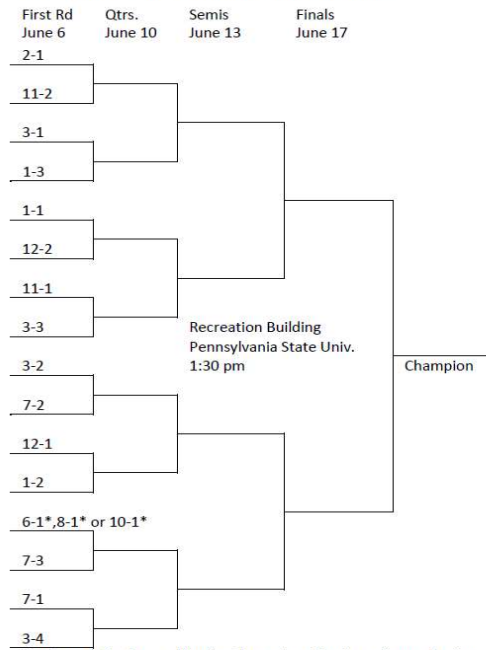 First Rd Qtrs. Semis Finals
June 6 June 10 June 13 June 17
2-1
11-2
3-1
1-3
1-1
12-2
11-1
3-3
Recreation Building
Pennsylvania State Univ.
1:30 pm
3-2
Champion
7-2
12-1
1-2
6-1*,8-1* or 10-1*
7-3
7-1
3-4